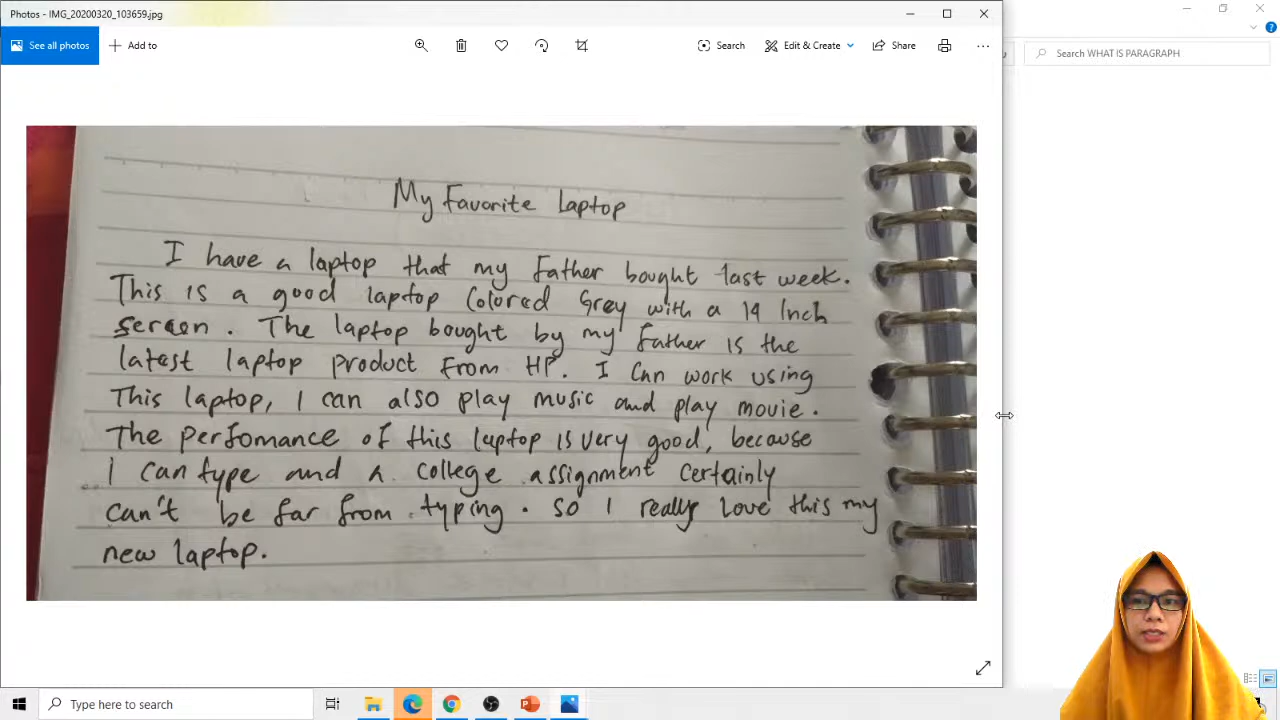 Photos - IMG_20200320_103659.jpg
See all photos
Add to
Search
Edit & Create
Share
Search WHAT IS PARAGRAPH
My Favorite laptop
I have a laptop that my Father bought last week.
This is a good laptop Colored Grey with a 14 Inch
sereen. The laptop bought by my Father is the
latest laptop product from HP. I Can work using
This laptop, I can also play music and play movie.
The perfomance of this laptop is very good, because
I can type and a college assignment certainly
can't be far from typing. So I really love this my
new laptop.
Type here to search